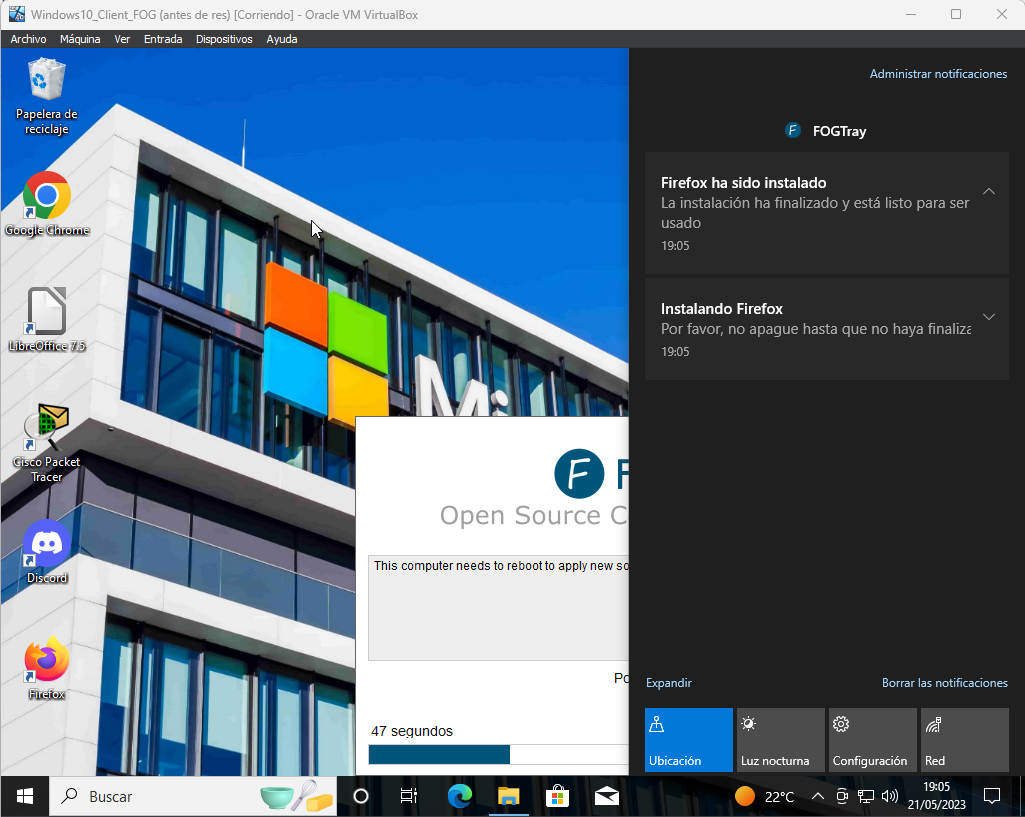 Windows10_Client_FOG (antes de res) [Corriendo] - Oracle VM VirtualBox
Archivo Máquina Ver Entrada Dispositivos Ayuda
Papelera de
reciclaje
Google Chrome
LibreOffice 7.5
Cisco Packet
Tracer
Discord
Firefox
Mi
F
Open Source C
This computer needs to reboot to apply new so
Po
47 segundos
Administrar notificaciones
FOGTray
Firefox ha sido instalado
La instalación ha finalizado y está listo para ser
usado
19:05
Instalando Firefox
Por favor, no apague hasta que no haya finaliza
19:05
Expandir
Borrar las notificaciones
Ubicación
Luz nocturna
Configuración
Red
Buscar
22°C
19:05
21/05/2023